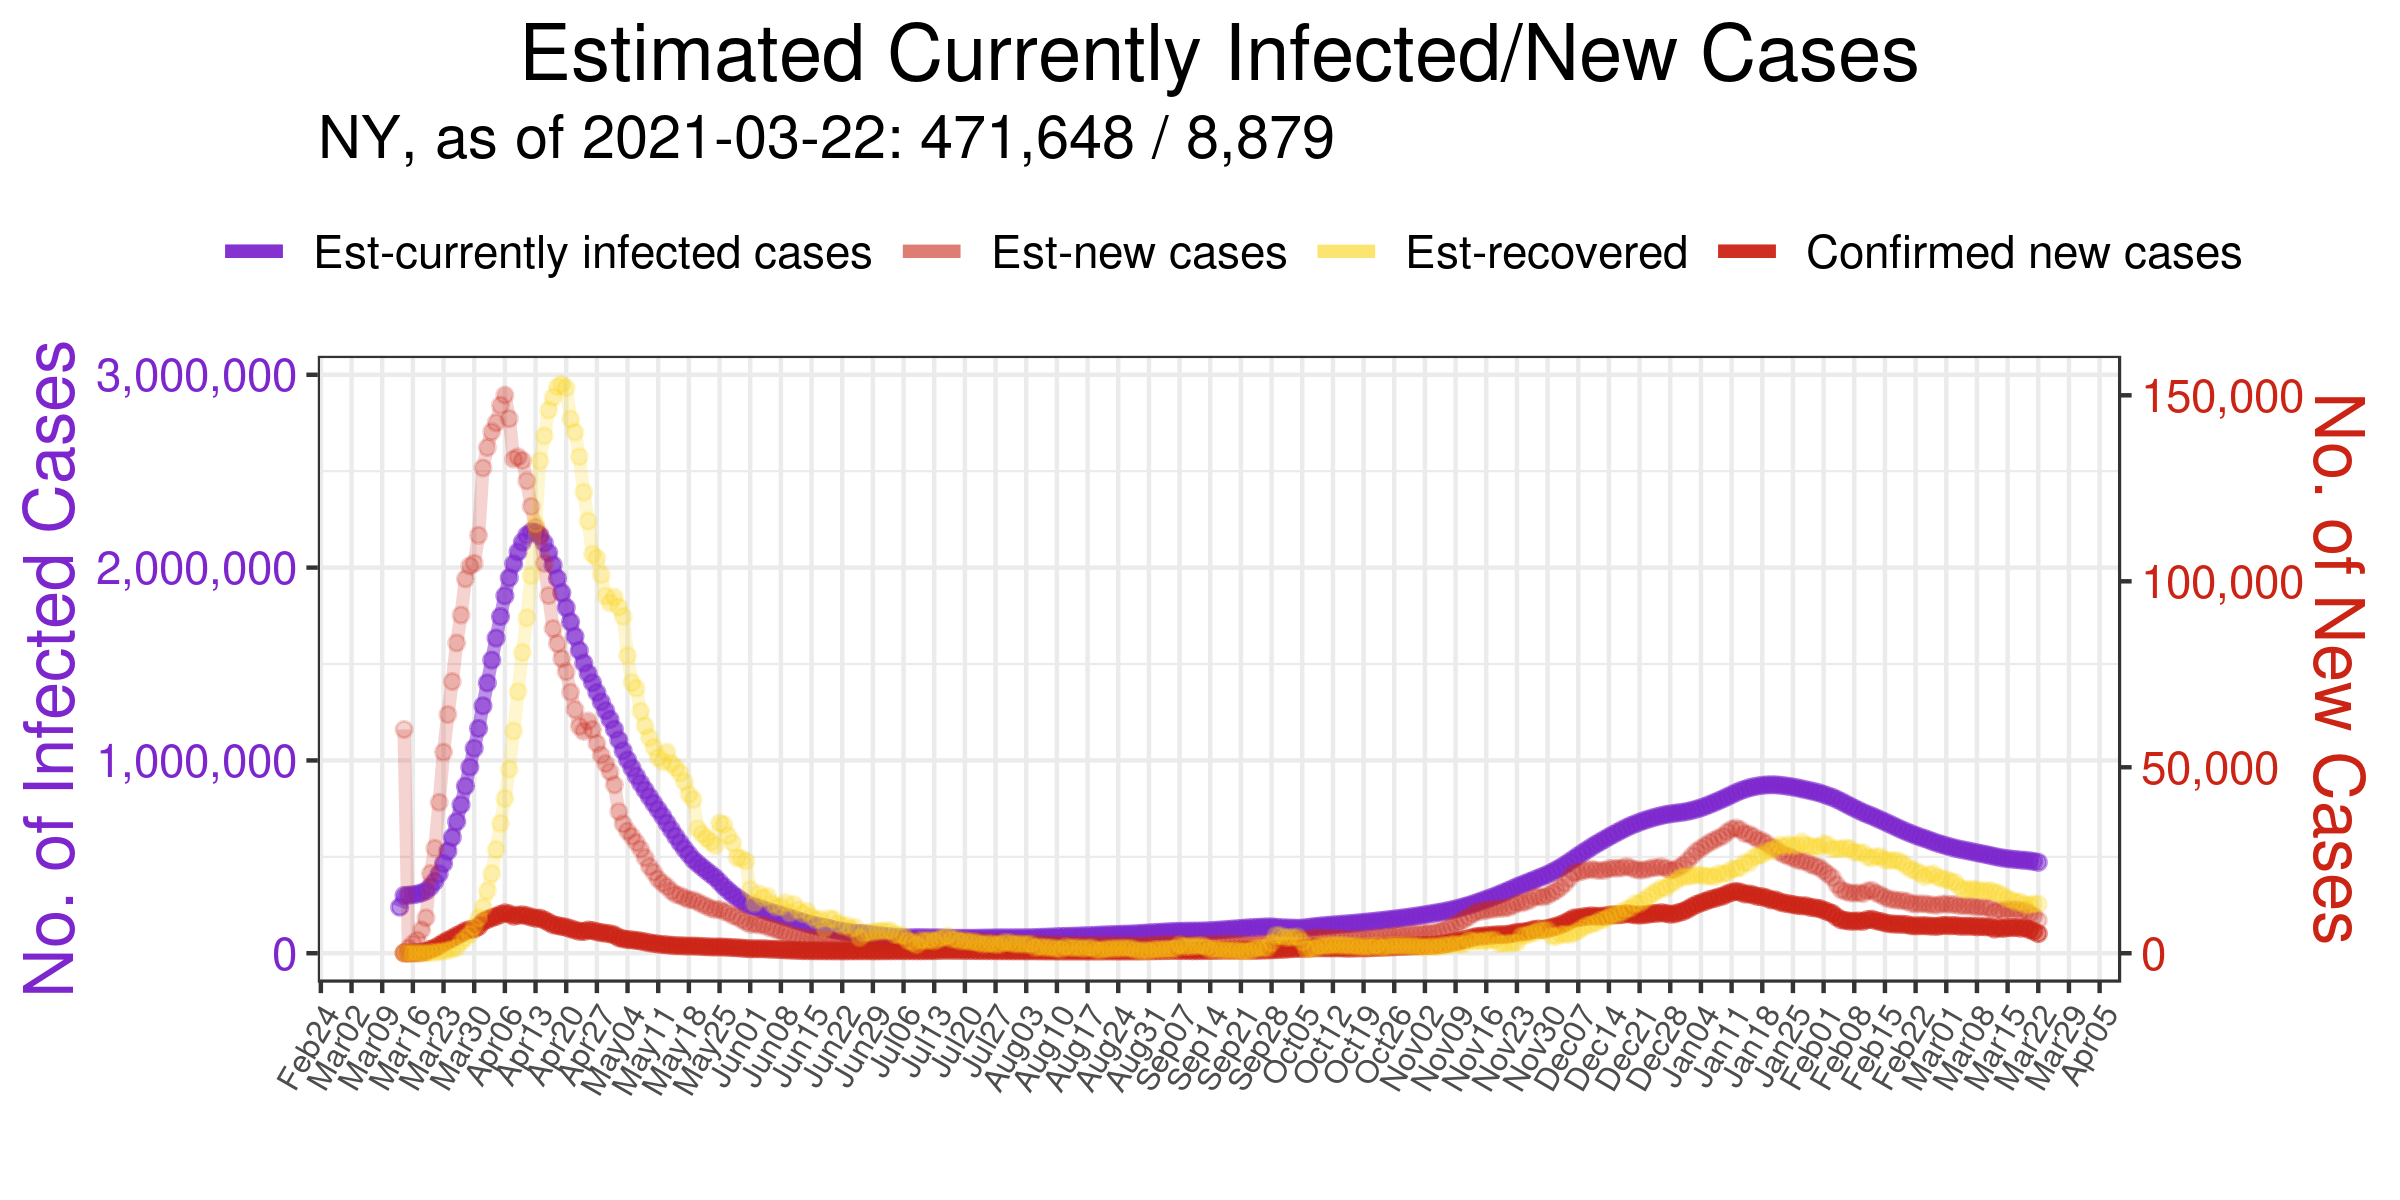 Estimated Currently Infected/New Cases
NY, as of 2021-03-22: 471,648 / 8,879
Est-currently infected cases Est-new cases Est-recovered Confirmed new cases
No. of Infected Cases
3,000,000
2,000,000
1,000,000
0
150,000
100,000
50,000
0
No. of New Cases
Feb24 Mar02 Mar09 Mar16 Mar23 Mar30 Apr06 Apr13 Apr20 Apr27 May04 May11 May18 May25 Jun01 Jun08 Jun15 Jun22 Jun29 Jul06 Jul13 Jul20 Jul27 Aug03 Aug10 Aug17 Aug24 Aug31 Sep07 Sep14 Sep21 Sep28 Oct05 Oct12 Oct19 Oct26 Nov02 Nov09 Nov16 Nov23 Nov30 Dec07 Dec14 Dec21 Dec28 Jan04 Jan11 Jan18 Jan25 Feb01 Feb08 Feb15 Feb22 Mar01 Mar08 Mar15 Mar22 Mar29 Apr05